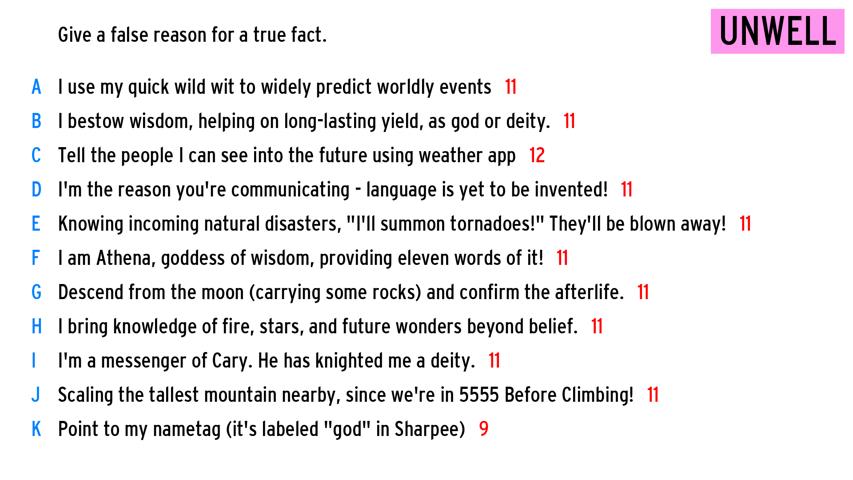 Give a false reason for a true fact.
UNWELL
A I use my quick wild wit to widely predict worldly events 11
B I bestow wisdom, helping on long-lasting yield, as god or deity. 11
C Tell the people I can see into the future using weather app 12
D I'm the reason you're communicating - language is yet to be invented! 11
E Knowing incoming natural disasters, "I'll summon tornadoes!" They'll be blown away! 11
F I am Athena, goddess of wisdom, providing eleven words of it! 11
G Descend from the moon (carrying some rocks) and confirm the afterlife. 11
H I bring knowledge of fire, stars, and future wonders beyond belief. 11
I I'm a messenger of Cary. He has knighted me a deity. 11
J Scaling the tallest mountain nearby, since we're in 5555 Before Climbing! 11
K Point to my nametag (it's labeled "god" in Sharpee) 9